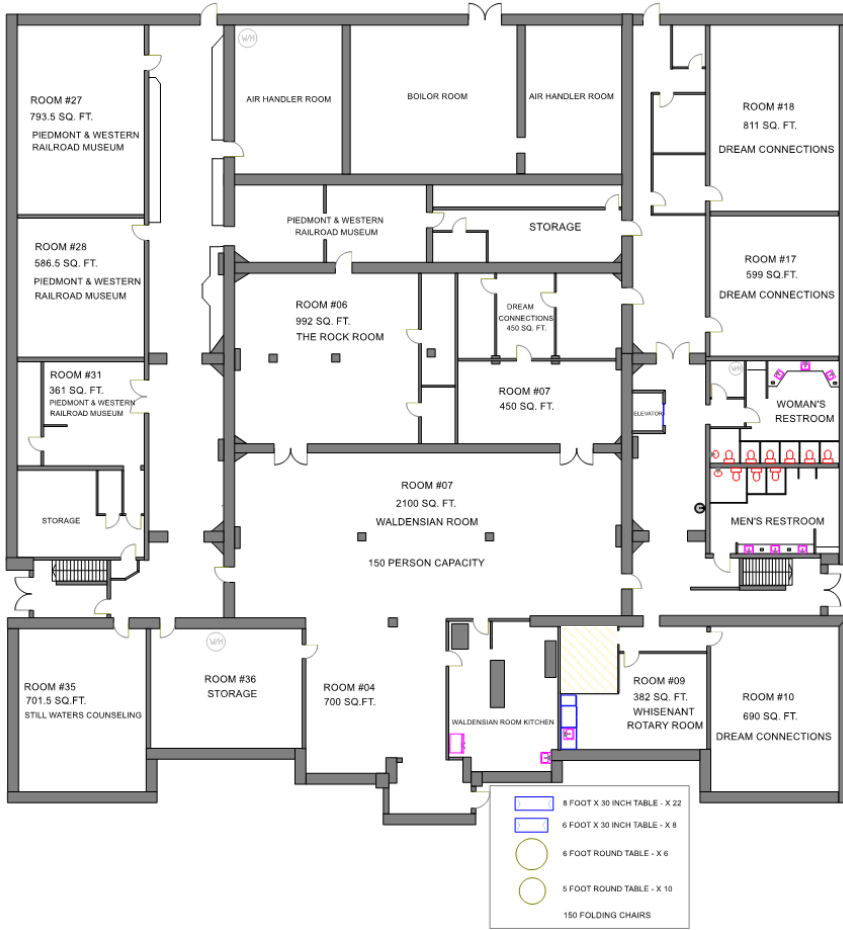 W/H
ROOM #27
793.5 SQ. FT.
PIEDMONT & WESTERN
RAILROAD MUSEUM
AIR HANDLER ROOM
BOILOR ROOM
AIR HANDLER ROOM
ROOM #18
811 SQ. FT.
DREAM CONNECTIONS
PIEDMONT & WESTERN
RAILROAD MUSEUM
STORAGE
ROOM #28
586.5 SQ. FT.
PIEDMONT & WESTERN
RAILROAD MUSEUM
ROOM #17
599 SQ.FT.
DREAM CONNECTIONS
ROOM #06
992 SQ. FT.
THE ROCK ROOM
DREAM
CONNECTIONS
450 SQ. FT.
ROOM #31
361 SQ. FT.
PIEDMONT & WESTERN
RAILROAD MUSEUM
ROOM #07
450 SQ. FT.
ELEVATOR
W/H
WOMAN'S
RESTROOM
ROOM #07
2100 SQ. FT.
WALDENSIAN ROOM
150 PERSON CAPACITY
STORAGE
MEN'S RESTROOM
W/H
ROOM #35
701.5 SQ.FT.
STILL WATERS COUNSELING
ROOM #36
STORAGE
ROOM #04
700 SQ.FT.
WALDENSIAN ROOM KITCHEN
ROOM #09
382 SQ. FT.
WHISENANT
ROTARY ROOM
ROOM #10
690 SQ. FT.
DREAM CONNECTIONS
8 FOOT X 30 INCH TABLE - X 22
6 FOOT X 30 INCH TABLE - X 8
6 FOOT ROUND TABLE - X 6
5 FOOT ROUND TABLE - X 10
150 FOLDING CHAIRS